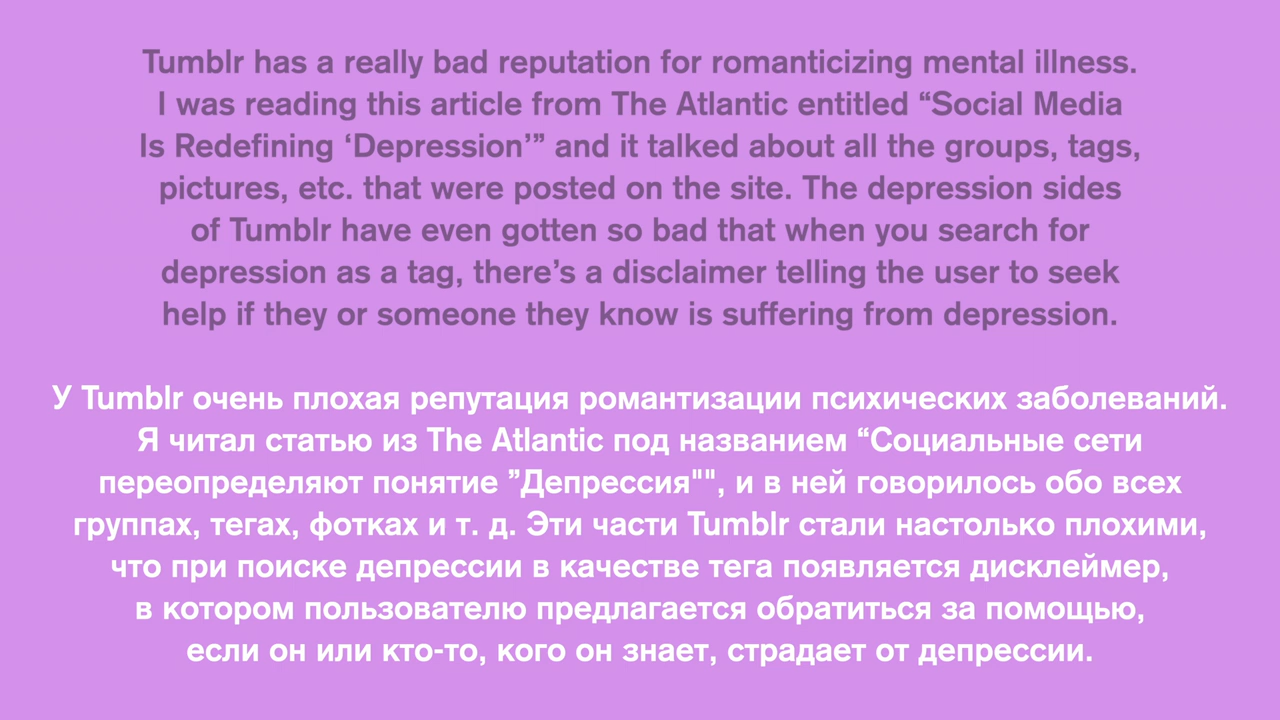 Tumblr has a really bad reputation for romanticizing mental illness.
I was reading this article from The Atlantic entitled “Social Media
Is Redefining ‘Depression’” and it talked about all the groups, tags,
pictures, etc. that were posted on the site. The depression sides
of Tumblr have even gotten so bad that when you search for
depression as a tag, there’s a disclaimer telling the user to seek
help if they or someone they know is suffering from depression.
У Tumblr очень плохая репутация романтизации психических заболеваний.
Я читал статью из The Atlantic под названием “Социальные сети
переопределяют понятие ”Депрессия"", и в ней говорилось обо всех
группах, тегах, фотках и т. д. Эти части Tumblr стали настолько плохими,
что при поиске депрессии в качестве тега появляется дисклеймер,
в котором пользователю предлагается обратиться за помощью,
если он или кто-то, кого он знает, страдает от депрессии.